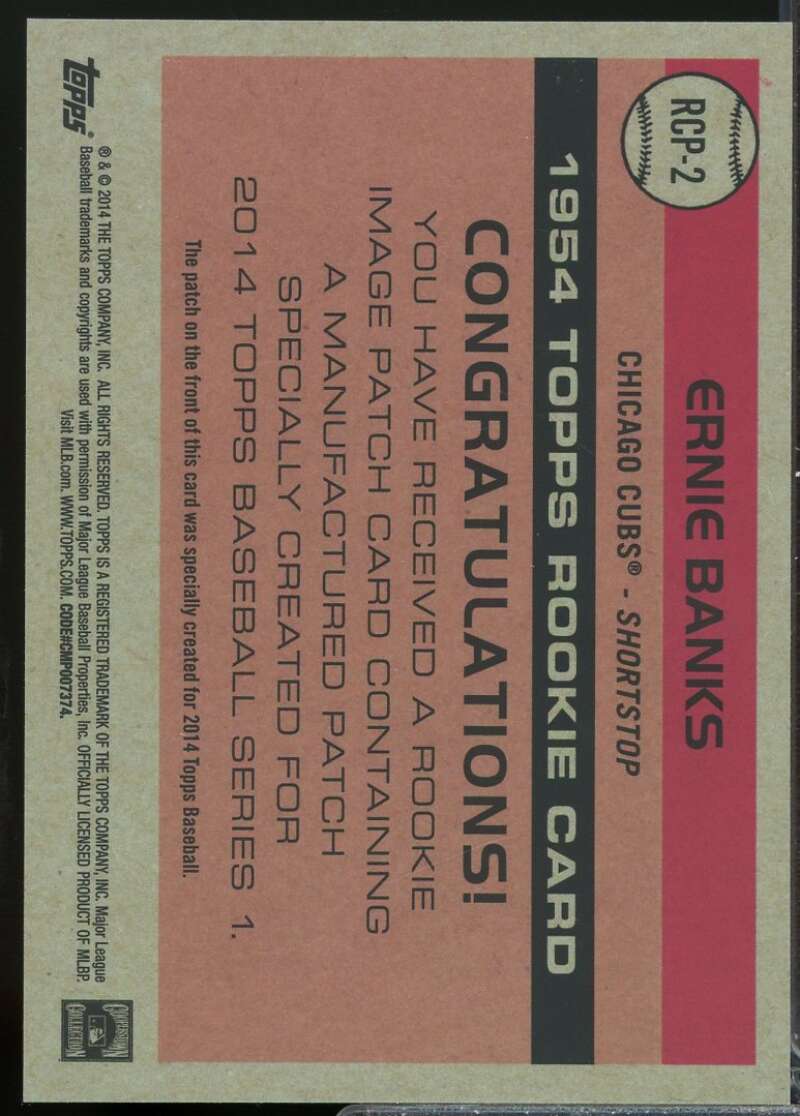 RCP-2
ERNIE BANKS
CHICAGO CUBS® - SHORTSTOP
1954 TOPPS ROOKIE CARD
CONGRATULATIONS!
YOU HAVE RECEIVED A ROOKIE
IMAGE PATCH CARD CONTAINING
A MANUFACTURED PATCH
SPECIALLY CREATED FOR
2014 TOPPS BASEBALL SERIES 1.
The patch on the front of this card was specially created for 2014 Topps Baseball.
topps®
® & © 2014 THE TOPPS COMPANY, INC. ALL RIGHTS RESERVED. TOPPS IS A REGISTERED TRADEMARK OF THE TOPPS COMPANY, INC. Major League
Baseball trademarks and copyrights are used with permission of Major League Baseball Properties, Inc. OFFICIALLY LICENSED PRODUCT OF MLBP.
Visit MLB.com. WWW.TOPPS.COM. CODE#CMP007374.
COOPERSTOWN
COLLECTION